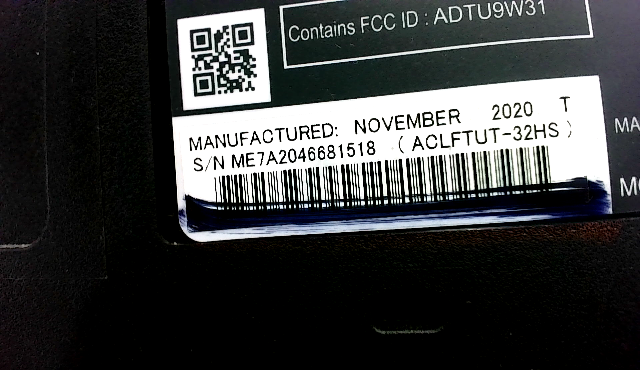 Contains FCC ID : ADTU9W31
MANUFACTURED: NOVEMBER 2020 T
S/N ME7A2046681518 ( ACLFTUT-32HS )